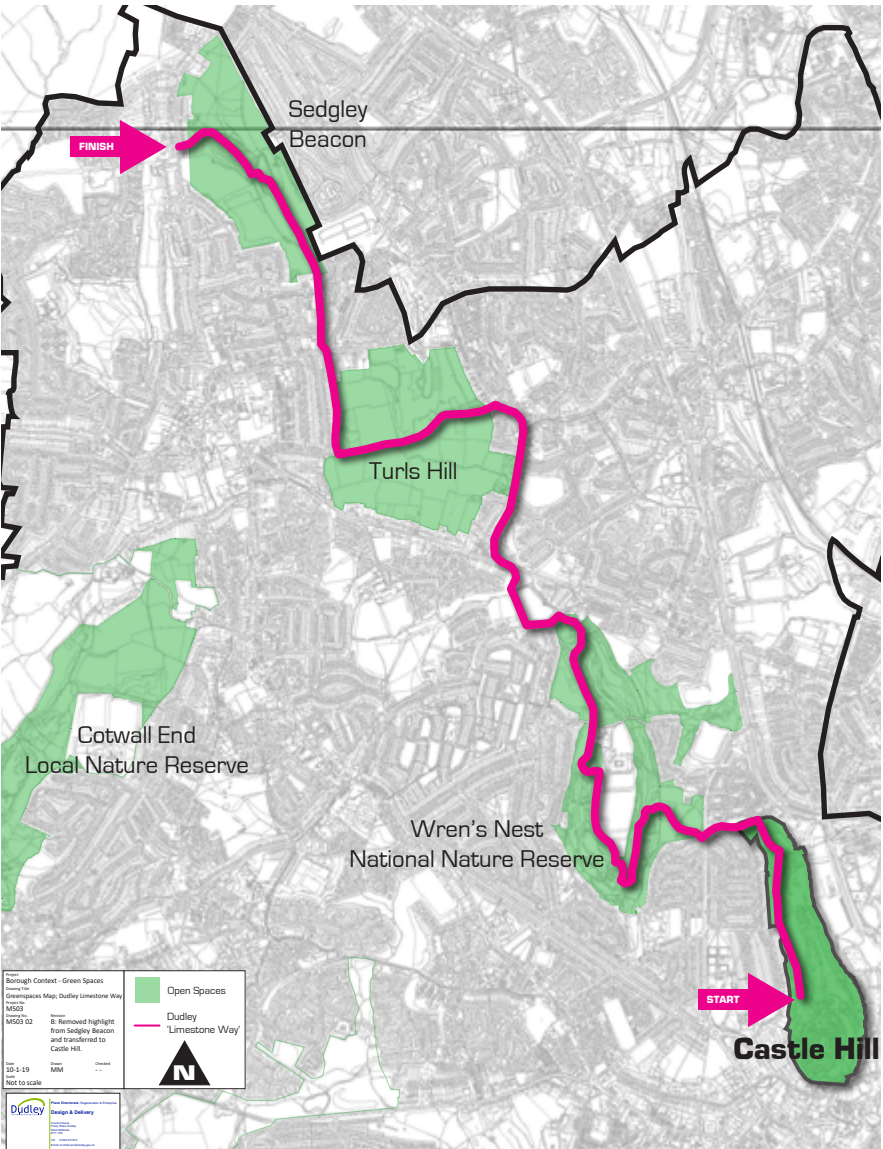 Sedgley
Beacon
FINISH
Turls Hill
Cotwall End
Local Nature Reserve
Wren's Nest
National Nature Reserve
START
Castle Hill
Project
Borough Context - Green Spaces
Drawing Title
Greenspaces Map; Dudley Limestone Way
Project No.
MS03
Drawing No.
MS03 02
Revision
B: Removed highlight
from Sedgley Beacon
and transferred to
Castle Hill.
Date
10-1-19
Drawn
MM
Checked
- -
Scale
Not to scale
Open Spaces
Dudley
'Limestone Way'
N
Dudley
Design & Delivery